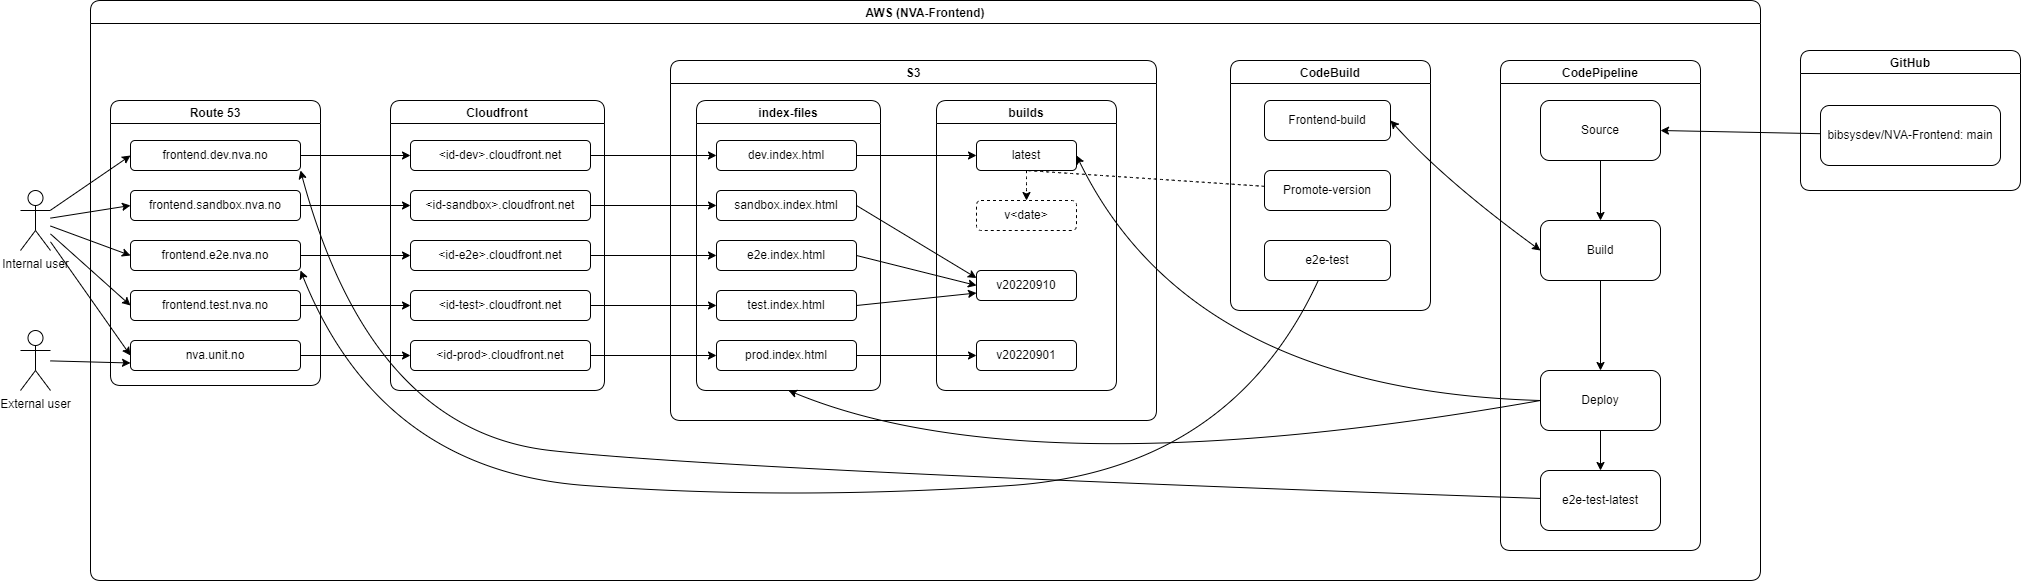 AWS (NVA-Frontend)
Internal user
External user
Route 53
frontend.dev.nva.no
frontend.sandbox.nva.no
frontend.e2e.nva.no
frontend.test.nva.no
nva.unit.no
Cloudfront
<id-dev>.cloudfront.net
<id-sandbox>.cloudfront.net
<id-e2e>.cloudfront.net
<id-test>.cloudfront.net
<id-prod>.cloudfront.net
S3
index-files
dev.index.html
sandbox.index.html
e2e.index.html
test.index.html
prod.index.html
builds
latest
v<date>
v20220910
v20220901
CodeBuild
Frontend-build
Promote-version
e2e-test
CodePipeline
Source
Build
Deploy
e2e-test-latest
GitHub
bibsysdev/NVA-Frontend: main